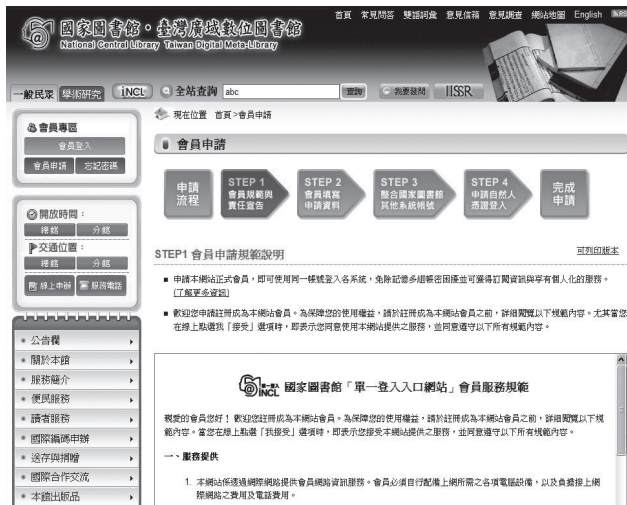 首頁 常見問答 雙語詞彙 意見信箱 意見調查 網站地圖 English
國家圖書館・臺灣廣域數位圖書館
National Central Library Taiwan Digital Meta-Library
一般民眾 學術研究 iNCL 全站查詢 abc 查詢 我要發問 IISSR
現在位置 首頁>會員申請
會員專區
會員登入
會員申請 忘記密碼
開放時間：
總館 分館
交通位置：
總館 分館
線上申辦 服務電話
公告欄
關於本館
服務簡介
便民服務
讀者服務
國際編碼申辦
送存與捐贈
國際合作交流
本館出版品
會員申請
申請流程
STEP 1 會員規範與責任宣告
STEP 2 會員填寫申請資料
STEP 3 整合國家圖書館其他系統帳號
STEP 4 申請自然人憑證登入
完成申請
STEP1 會員申請規範說明
可列印版本
申請本網站正式會員，即可使用同一帳號登入各系統，免除記憶多組帳密困擾並可獲得訂閱資訊與享有個人化的服務。
(了解更多資訊)
歡迎您申請註冊成為本網站會員。為保障您的使用權益，請於註冊成為本網站會員之前，詳細閱覽以下規範內容。尤其當您
在線上點選我「接受」選項時，即表示您同意使用本網站提供之服務，並同意遵守以下所有規範內容。
iNCL 國家圖書館「單一登入入口網站」會員服務規範
親愛的會員您好！ 歡迎您註冊成為本網站會員。為保障您的使用權益，請於註冊成為本網站會員之前，詳細閱覽以下規
範內容。當您在線上點選「我接受」選項時，即表示您接受本網站提供之服務，並同意遵守以下所有規範內容。
一、服務提供
1. 本網站係透過網際網路提供會員網路資訊服務。會員必須自行配備上網所需之各項電腦設備，以及負擔接上網
際網路之費用及電話費用。